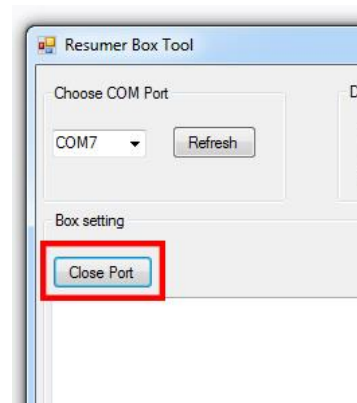 Resumer Box Tool
Choose COM Port
D
COM7
Refresh
Box setting
Close Port